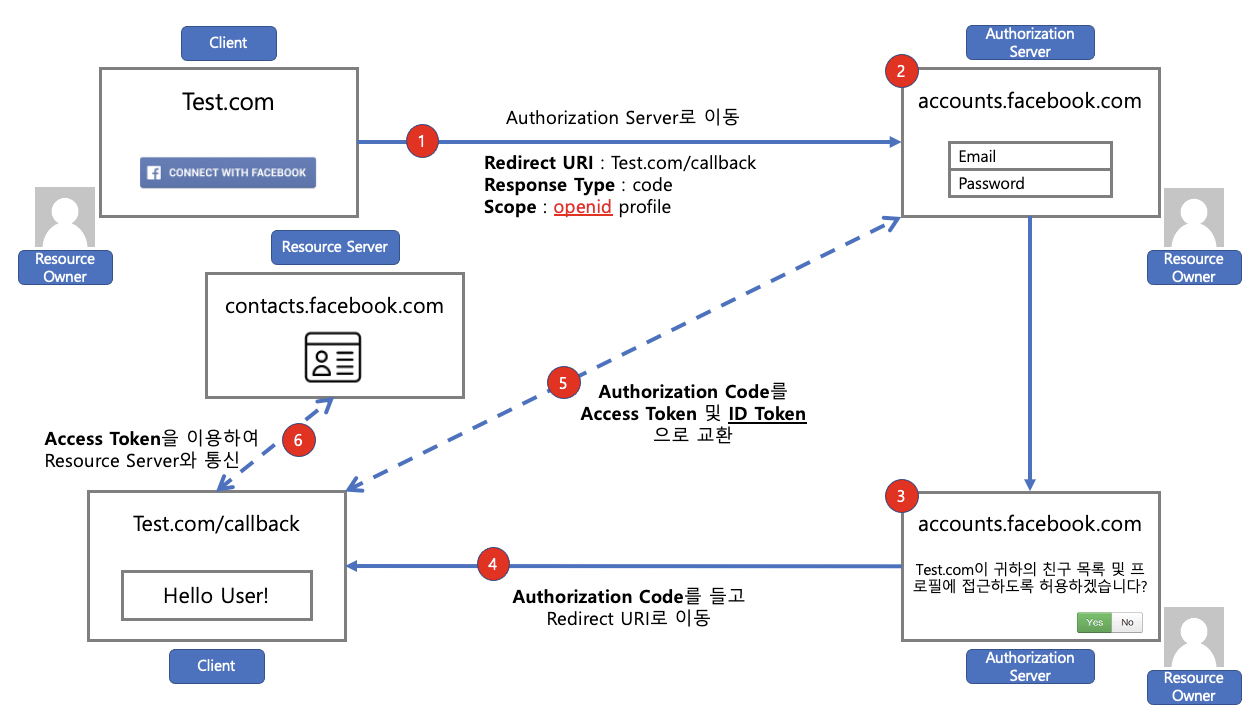 Client
Test.com
CONNECT WITH FACEBOOK
Resource
Owner
1
Authorization Server로 이동
Redirect URI : Test.com/callback
Response Type : code
Scope : openid profile
Authorization
Server
2
accounts.facebook.com
Email
Password
Resource
Owner
Resource Server
contacts.facebook.com
5
Authorization Code를
Access Token 및 ID Token
으로 교환
6
Access Token을 이용하여
Resource Server와 통신
3
accounts.facebook.com
Test.com이 귀하의 친구 목록 및 프
로필에 접근하도록 허용하겠습니다?
Yes
No
Authorization
Server
Resource
Owner
4
Authorization Code를 들고
Redirect URI로 이동
Test.com/callback
Hello User!
Client